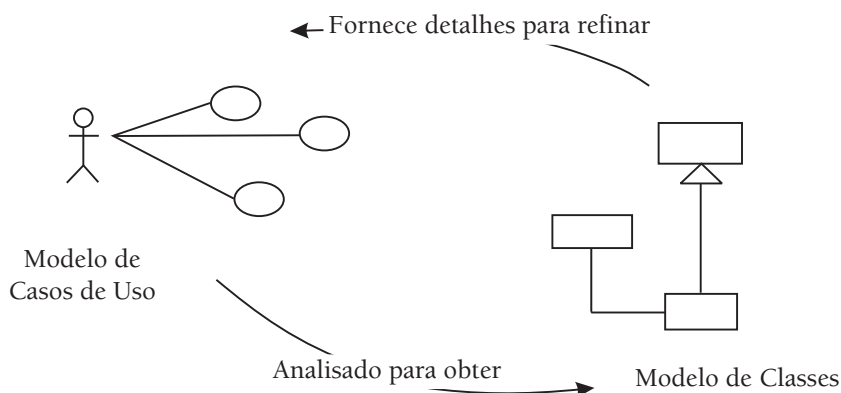 Fornece detalhes para refinar
Modelo de
Casos de Uso
Analisado para obter
Modelo de Classes